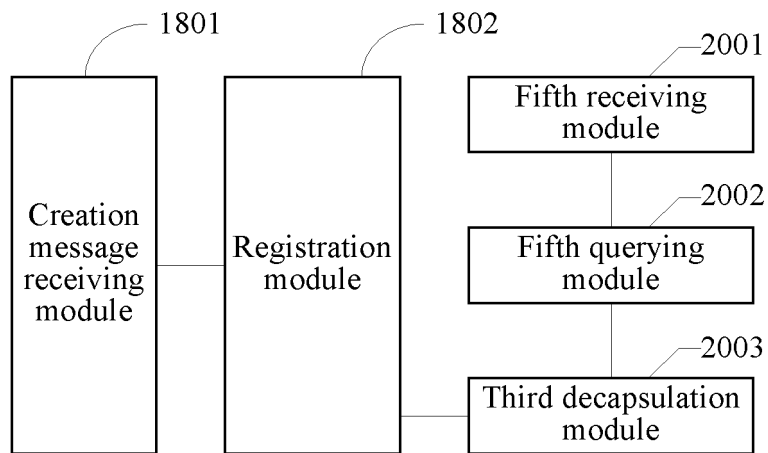 1801
1802
2001
Creation
message
receiving
module
Registration
module
Fifth receiving
module
2002
Fifth querying
module
2003
Third decapsulation
module